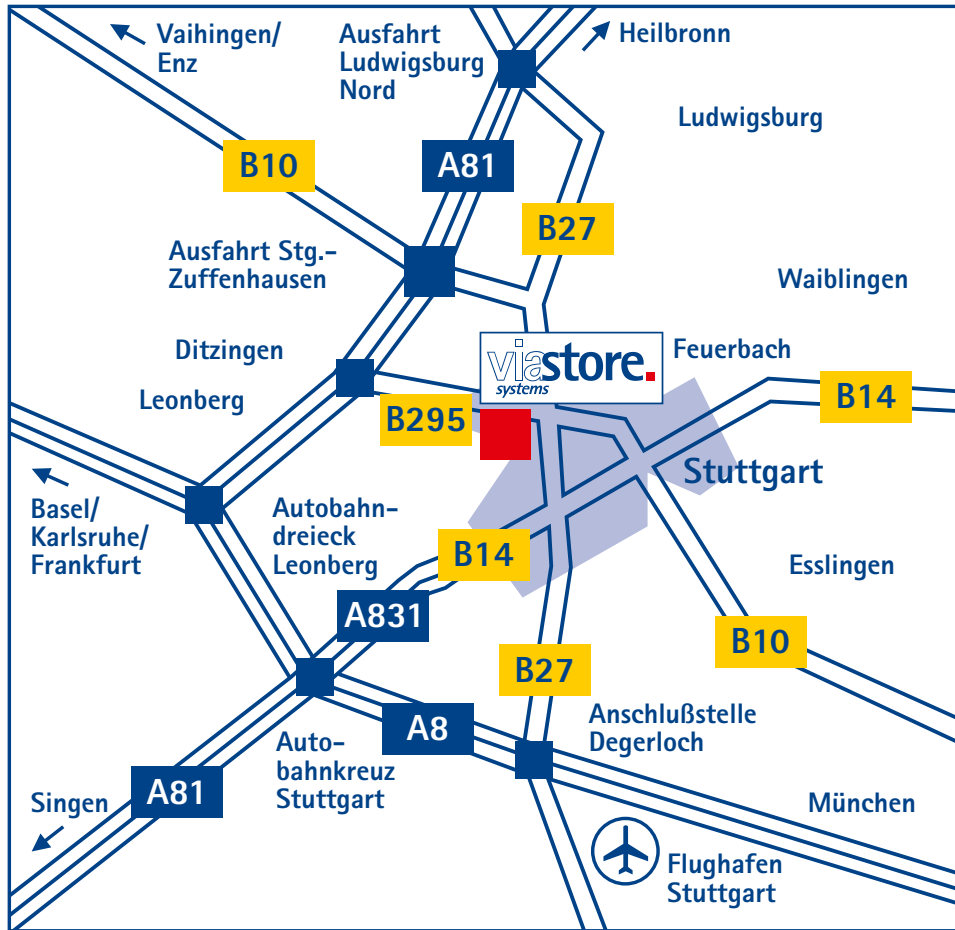 Vaihingen/
Enz
Ausfahrt
Ludwigsburg
Nord
Heilbronn
Ludwigsburg
B10
A81
B27
Ausfahrt Stg.-
Zuffenhausen
Waiblingen
Ditzingen
viastore.
systems
Feuerbach
Leonberg
B295
B14
Stuttgart
Basel/
Karlsruhe/
Frankfurt
Autobahn-
dreieck
Leonberg
B14
Esslingen
A831
B10
B27
Anschlußstelle
Degerloch
A8
Auto-
bahnkreuz
Stuttgart
A81
Singen
München
Flughafen
Stuttgart